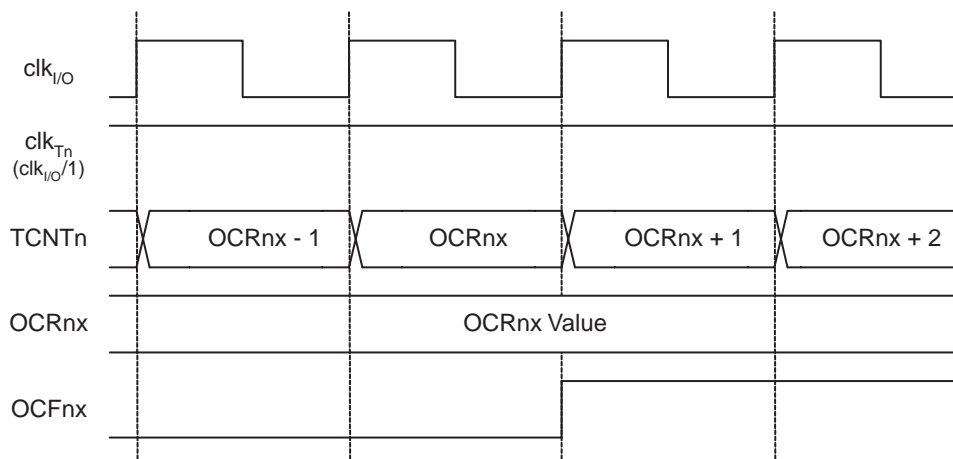 clkI/O
clkTn
(clkI/O/1)
TCNTn
OCRnx - 1
OCRnx
OCRnx + 1
OCRnx + 2
OCRnx
OCRnx Value
OCFnx